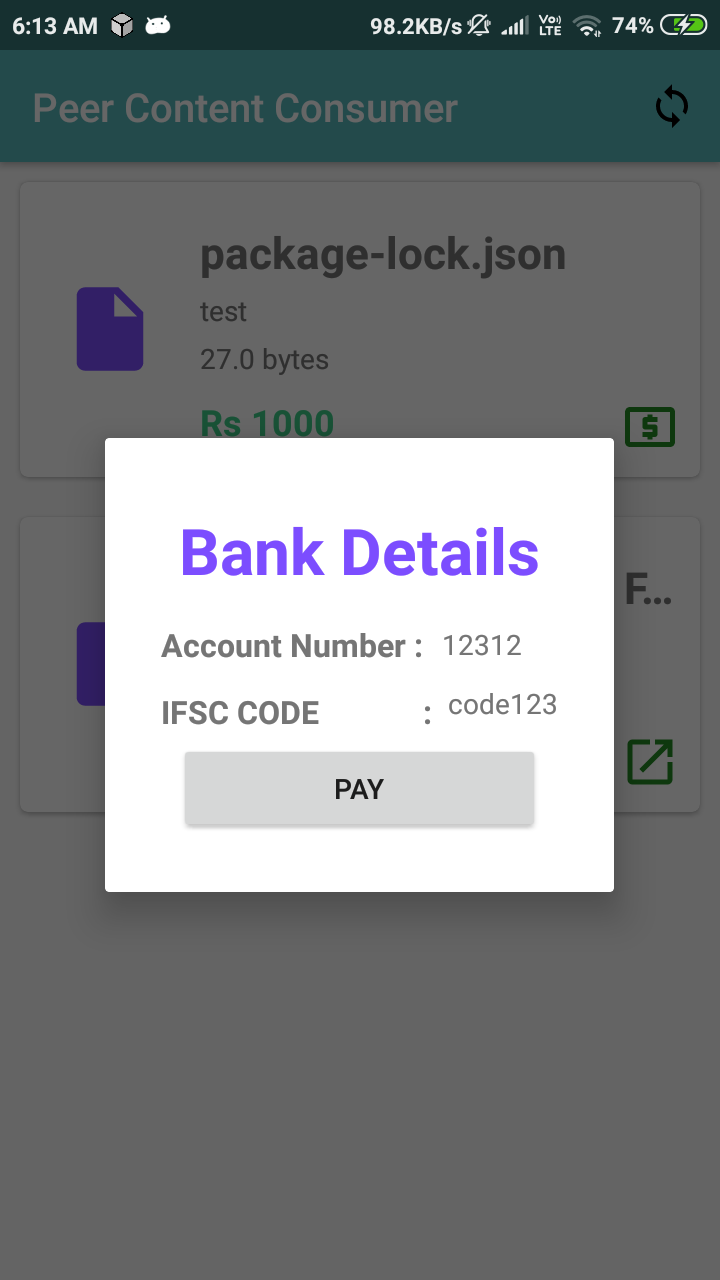 6:13 AM 98.2KB/s Vo) LTE 74%
Peer Content Consumer
package-lock.json
test
27.0 bytes
Rs 1000
F...
Bank Details
Account Number : 12312
IFSC CODE : code123
PAY